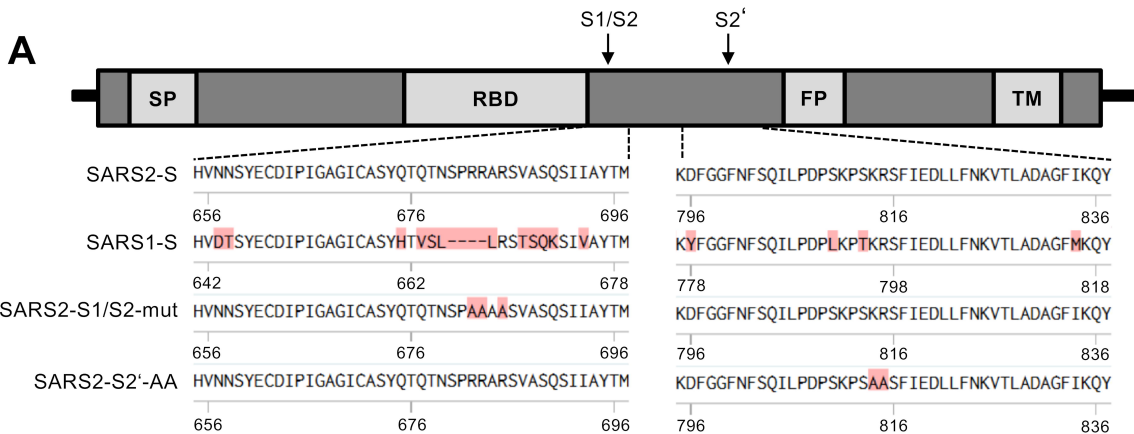 A
S1/S2 S2‘
SP RBD FP TM
SARS2-S HVNNSYECDIPIGAGICASYQTQTNSPRRARSVASQSIIAYTM KDFGGFNFSQILPDPSKPSKRSFIEDLLFNKVTLADAGFIKQY
656 676 696 796 816 836
SARS1-S HVDTSYECDIPIGAGICASYHTVSL----LRSTSQKSIVAYTM KYFGGFNFSQILPDPLKPTKRSFIEDLLFNKVTLADAGFMKQY
642 662 678 778 798 818
SARS2-S1/S2-mut HVNNSYECDIPIGAGICASYQTQTNSPAAAASVASQSIIAYTM KDFGGFNFSQILPDPSKPSKRSFIEDLLFNKVTLADAGFIKQY
656 676 696 796 816 836
SARS2-S2‘-AA HVNNSYECDIPIGAGICASYQTQTNSPRRARSVASQSIIAYTM KDFGGFNFSQILPDPSKPSAASFIEDLLFNKVTLADAGFIKQY
656 676 696 796 816 836